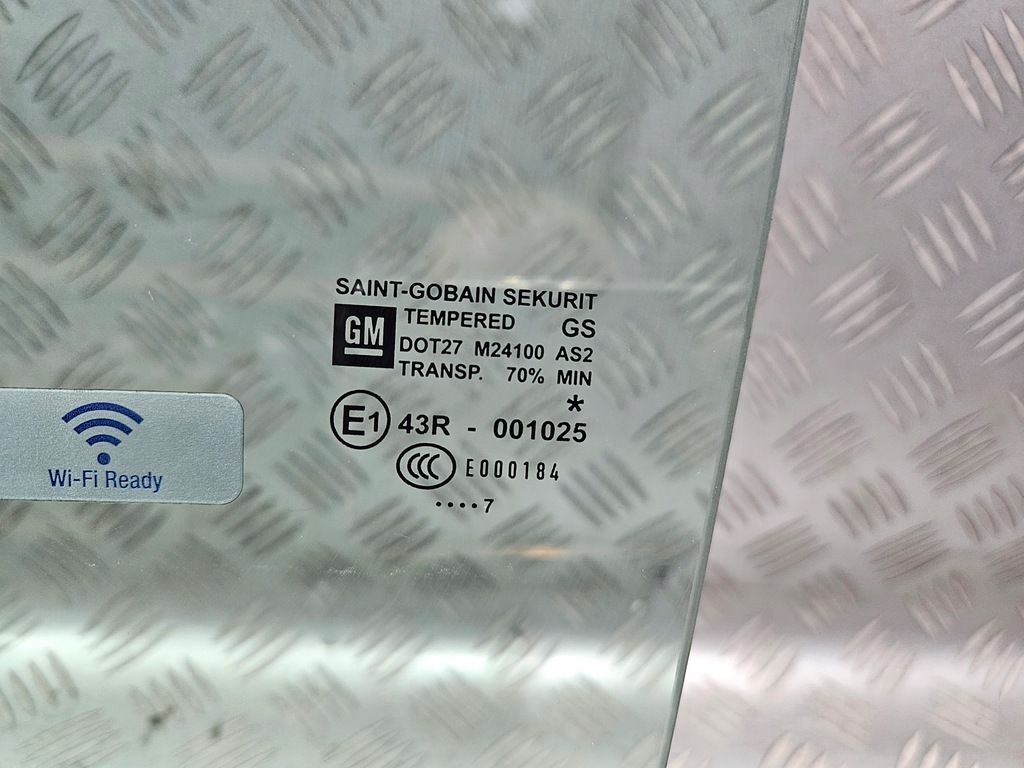 SAINT-GOBAIN SEKURIT
GM
TEMPERED GS
DOT27 M24100 AS2
TRANSP. 70% MIN
*
E1 43R - 001025
CCC E000184
....7
Wi-Fi Ready